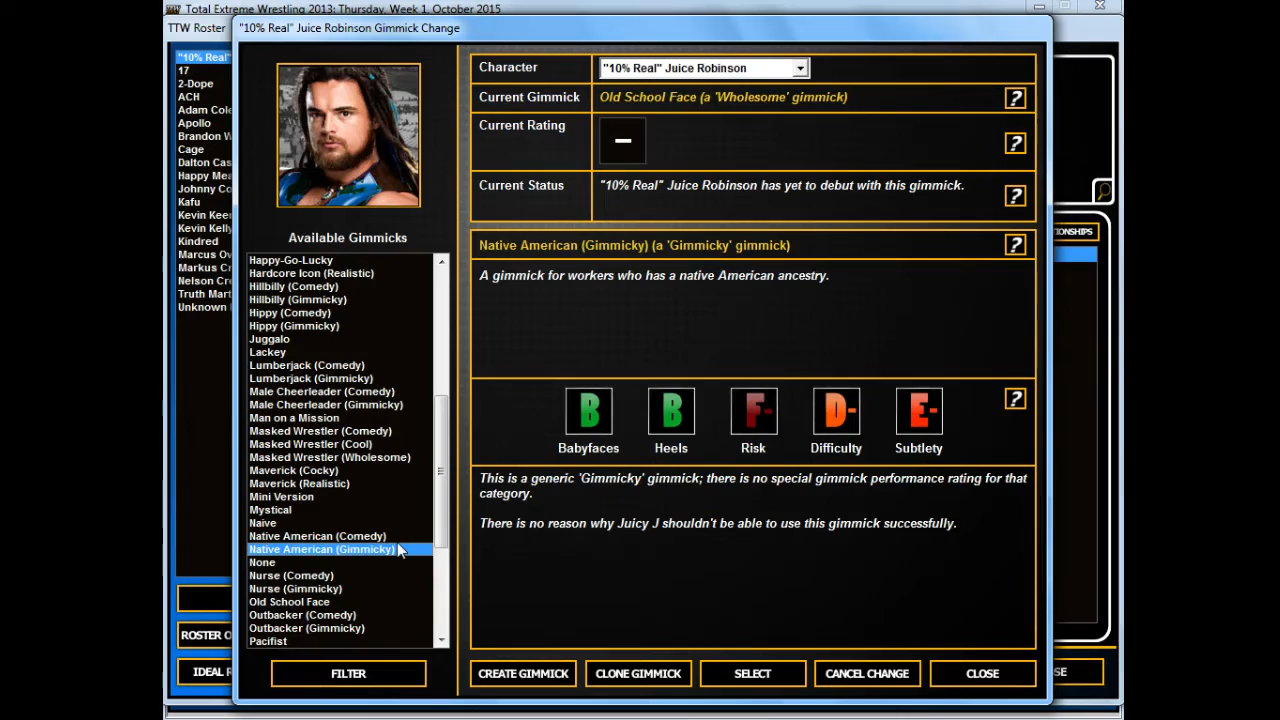 Total Extreme Wrestling 2013: Thursday, Week 1, October 2015
TTW Roster
"10% Real" Juice Robinson Gimmick Change
"10% Real"
17
2-Dope
ACH
Adam Cole
Apollo
Brandon W
Cage
Dalton Cas
Happy Mea
Johnny Co
Kafu
Kevin Keen
Kevin Kelly
Kindred
Marcus Ov
Markus Cr
Nelson Cre
Truth Mart
Unknown
ROSTER O
IDEAL R
Available Gimmicks
Happy-Go-Lucky
Hardcore Icon (Realistic)
Hillbilly (Comedy)
Hillbilly (Gimmicky)
Hippy (Comedy)
Hippy (Gimmicky)
Juggalo
Lackey
Lumberjack (Comedy)
Lumberjack (Gimmicky)
Male Cheerleader (Comedy)
Male Cheerleader (Gimmicky)
Man on a Mission
Masked Wrestler (Comedy)
Masked Wrestler (Cool)
Masked Wrestler (Wholesome)
Maverick (Cocky)
Maverick (Realistic)
Mini Version
Mystical
Naive
Native American (Comedy)
Native American (Gimmicky)
None
Nurse (Comedy)
Nurse (Gimmicky)
Old School Face
Outbacker (Comedy)
Outbacker (Gimmicky)
Pacifist
FILTER
Character
"10% Real" Juice Robinson
Current Gimmick
Old School Face (a 'Wholesome' gimmick)
?
Current Rating
–
?
Current Status
"10% Real" Juice Robinson has yet to debut with this gimmick.
?
Native American (Gimmicky) (a 'Gimmicky' gimmick)
?
A gimmick for workers who has a native American ancestry.
B
B
F-
D-
E-
?
Babyfaces
Heels
Risk
Difficulty
Subtlety
This is a generic 'Gimmicky' gimmick; there is no special gimmick performance rating for that
category.
There is no reason why Juicy J shouldn't be able to use this gimmick successfully.
CREATE GIMMICK
CLONE GIMMICK
SELECT
CANCEL CHANGE
CLOSE
IONSHIPS
SE